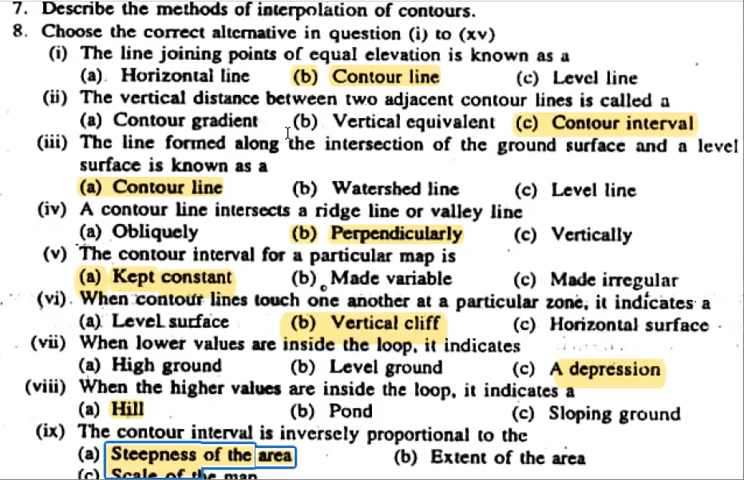 7. Describe the methods of interpolation of contours.
8. Choose the correct alternative in question (i) to (xv)
(i) The line joining points of equal elevation is known as a
(a). Horizontal line (b) Contour line (c) Level line
(ii) The vertical distance between two adjacent contour lines is called a
(a) Contour gradient (b) Vertical equivalent (c) Contour interval
(iii) The line formed along the intersection of the ground surface and a level
surface is known as a
(a) Contour line (b) Watershed line (c) Level line
(iv) A contour line intersects a ridge line or valley line
(a) Obliquely (b) Perpendicularly (c) Vertically
(v) The contour interval for a particular map is
(a) Kept constant (b) Made variable (c) Made irregular
(vi). When contour lines touch one another at a particular zone, it indicates a
(a) Level surface (b) Vertical cliff (c) Horizontal surface
(vii) When lower values are inside the loop, it indicates
(a) High ground (b) Level ground (c) A depression
(viii) When the higher values are inside the loop, it indicates a
(a) Hill (b) Pond (c) Sloping ground
(ix) The contour interval is inversely proportional to the
(a) Steepness of the area (b) Extent of the area
(c) Scale of the map